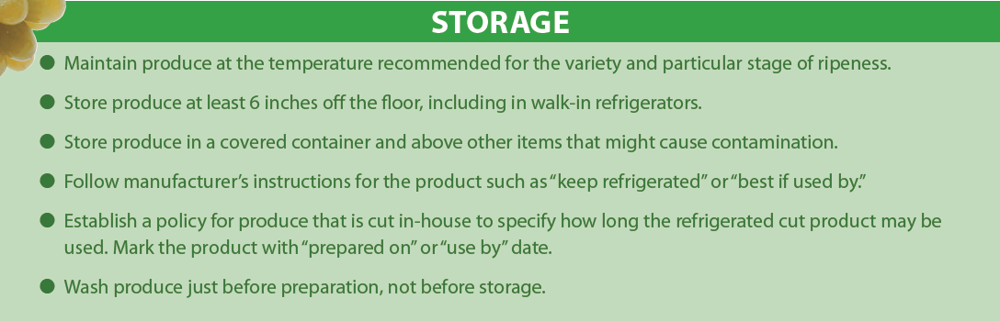 STORAGE
● Maintain produce at the temperature recommended for the variety and particular stage of ripeness.
● Store produce at least 6 inches off the floor, including in walk-in refrigerators.
● Store produce in a covered container and above other items that might cause contamination.
● Follow manufacturer’s instructions for the product such as “keep refrigerated” or “best if used by.”
● Establish a policy for produce that is cut in-house to specify how long the refrigerated cut product may be
used. Mark the product with “prepared on” or “use by” date.
● Wash produce just before preparation, not before storage.